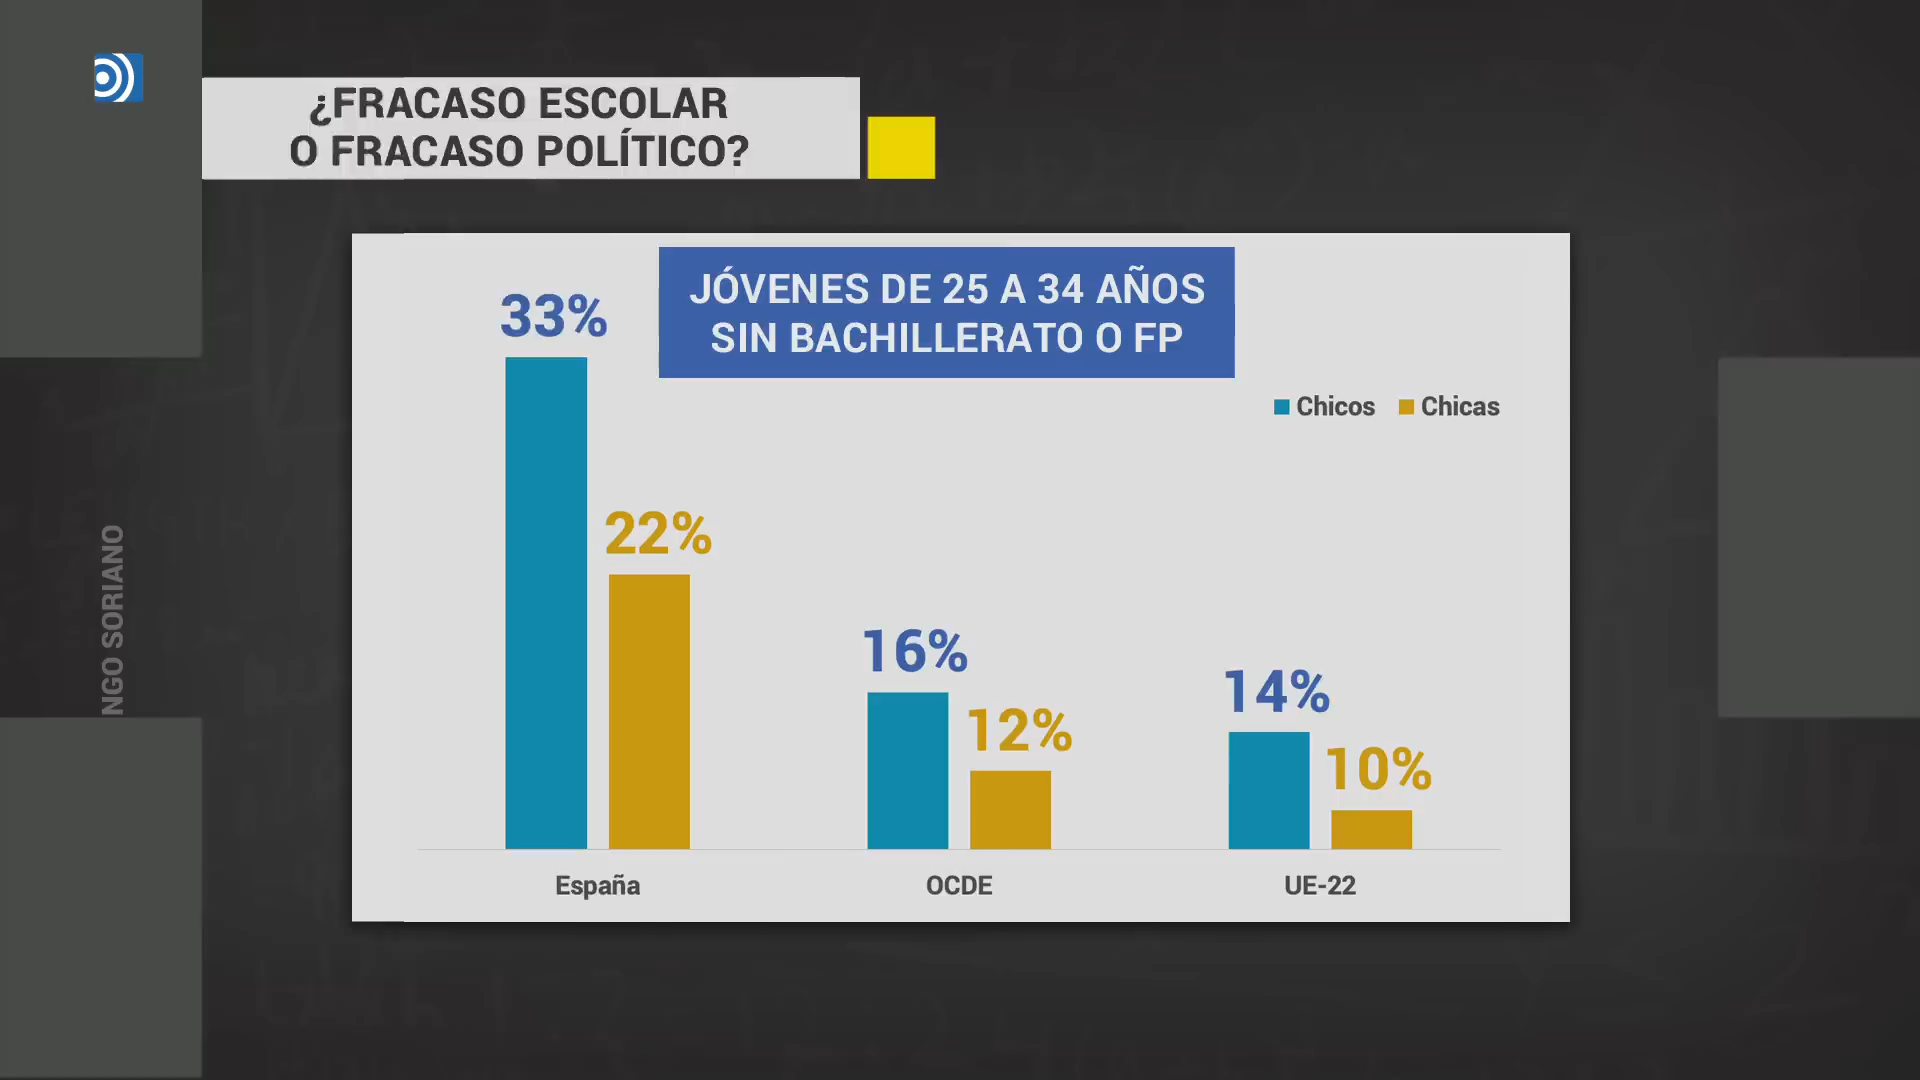 ¿FRACASO ESCOLAR
O FRACASO POLÍTICO?
JÓVENES DE 25 A 34 AÑOS
SIN BACHILLERATO O FP
Chicos
Chicas
33%
22%
16%
12%
14%
10%
España
OCDE
UE-22
NGO SORIANO